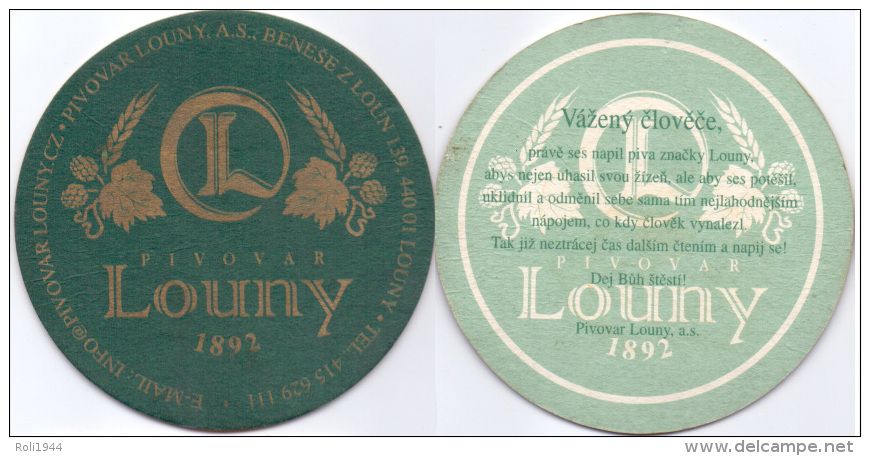 PIVOVAR LOUNY, A.S., BENEŠE Z LOUN 139, 440 01 LOUNY • TEL. 415 629 111 • E-MAIL: INFO@PIVOVAR LOUNY.CZ •
L
PIVOVAR
Louny
1892
Vážený člověče,
právě ses napil piva značky Louny,
abys nejen uhasil svou žízeň, ale aby ses potěšil,
uklidnil a odměnil sebe sama tím nejlahodnějším
nápojem, co kdy člověk vynalezl.
Tak již neztrácej čas dalším čtením a napij se!
Dej Bůh štěstí!
Pivovar Louny, a.s.
L
PIVOVAR
Louny
1892
Roli1944
www.delcampe.net